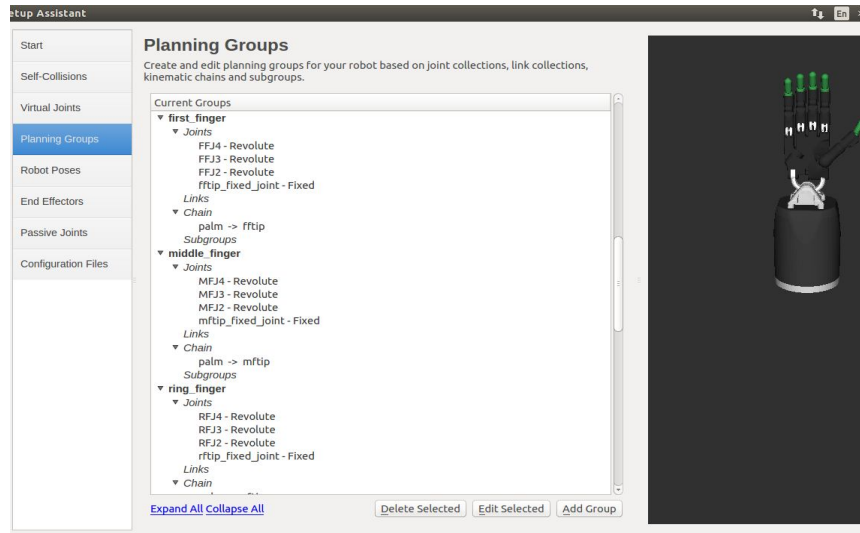 etup Assistant
En
Start
Self-Collisions
Virtual Joints
Planning Groups
Robot Poses
End Effectors
Passive Joints
Configuration Files
Planning Groups
Create and edit planning groups for your robot based on joint collections, link collections,
kinematic chains and subgroups.
Current Groups
first_finger
Joints
FFJ4 - Revolute
FFJ3 - Revolute
FFJ2 - Revolute
fftip_fixed_joint - Fixed
Links
Chain
palm -> fftip
Subgroups
middle_finger
Joints
MFJ4 - Revolute
MFJ3 - Revolute
MFJ2 - Revolute
mftip_fixed_joint - Fixed
Links
Chain
palm -> mftip
Subgroups
ring_finger
Joints
RFJ4 - Revolute
RFJ3 - Revolute
RFJ2 - Revolute
rftip_fixed_joint - Fixed
Links
Chain
Expand All Collapse All
Delete Selected
Edit Selected
Add Group